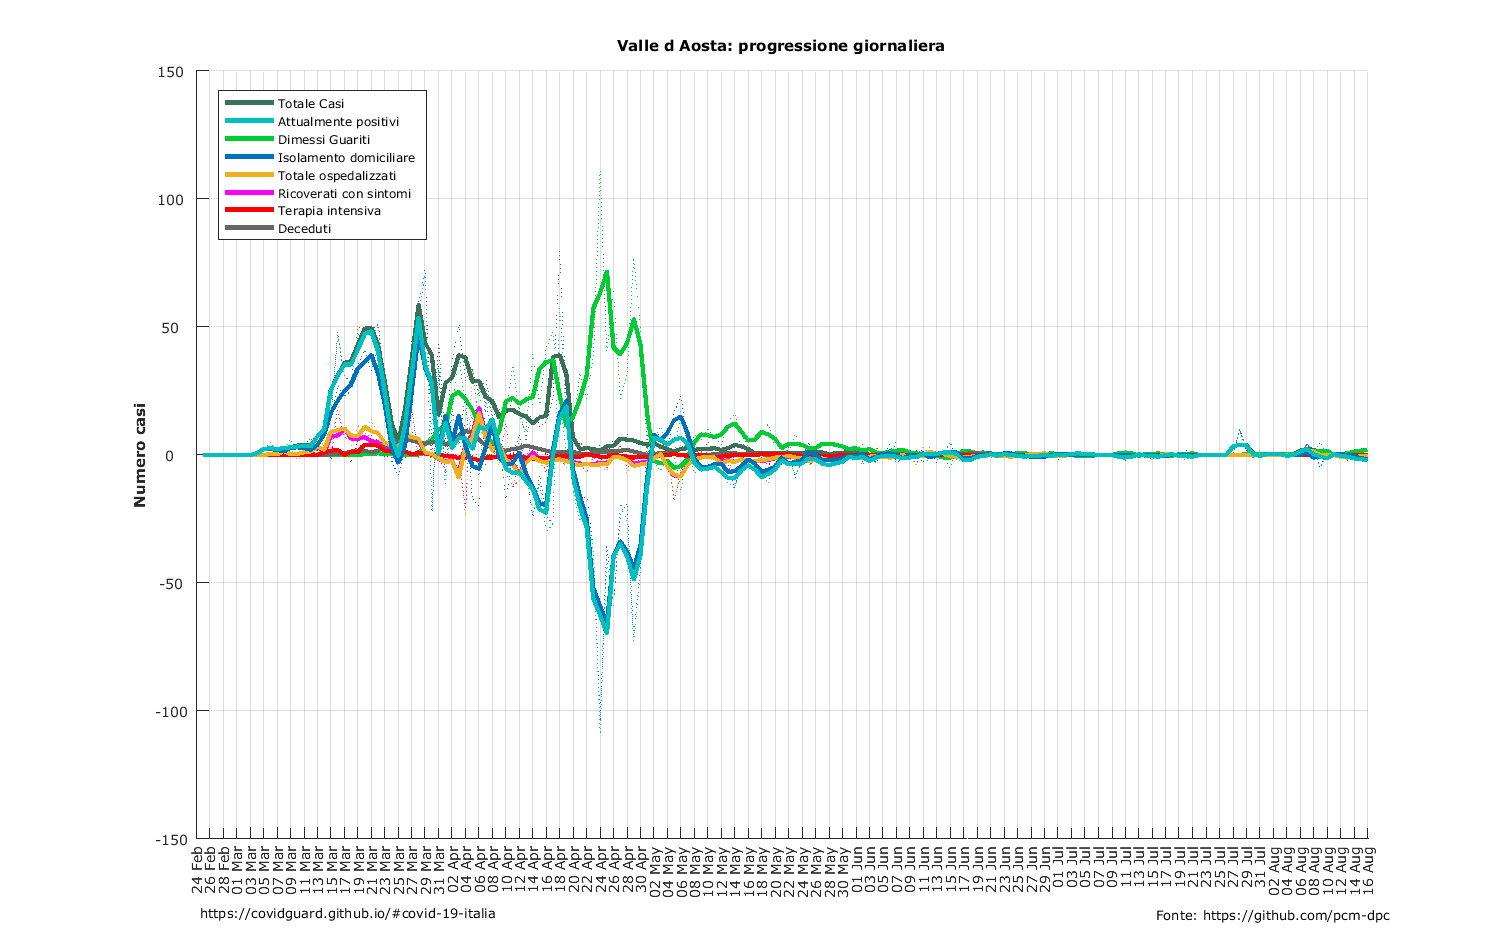 Valle d Aosta: progressione giornaliera
150
100
50
0
-50
-100
-150
Numero casi
Totale Casi
Attualmente positivi
Dimessi Guariti
Isolamento domiciliare
Totale ospedalizzati
Ricoverati con sintomi
Terapia intensiva
Deceduti
24 Feb
26 Feb
28 Feb
01 Mar
03 Mar
05 Mar
07 Mar
09 Mar
11 Mar
13 Mar
15 Mar
17 Mar
19 Mar
21 Mar
23 Mar
25 Mar
27 Mar
29 Mar
31 Mar
02 Apr
04 Apr
06 Apr
08 Apr
10 Apr
12 Apr
14 Apr
16 Apr
18 Apr
20 Apr
22 Apr
24 Apr
26 Apr
28 Apr
30 Apr
02 May
04 May
06 May
08 May
10 May
12 May
14 May
16 May
18 May
20 May
22 May
24 May
26 May
28 May
30 May
01 Jun
03 Jun
05 Jun
07 Jun
09 Jun
11 Jun
13 Jun
15 Jun
17 Jun
19 Jun
21 Jun
23 Jun
25 Jun
27 Jun
29 Jun
01 Jul
03 Jul
05 Jul
07 Jul
09 Jul
11 Jul
13 Jul
15 Jul
17 Jul
19 Jul
21 Jul
23 Jul
25 Jul
27 Jul
29 Jul
31 Jul
02 Aug
04 Aug
06 Aug
08 Aug
10 Aug
12 Aug
14 Aug
16 Aug
https://covidguard.github.io/#covid-19-italia
Fonte: https://github.com/pcm-dpc